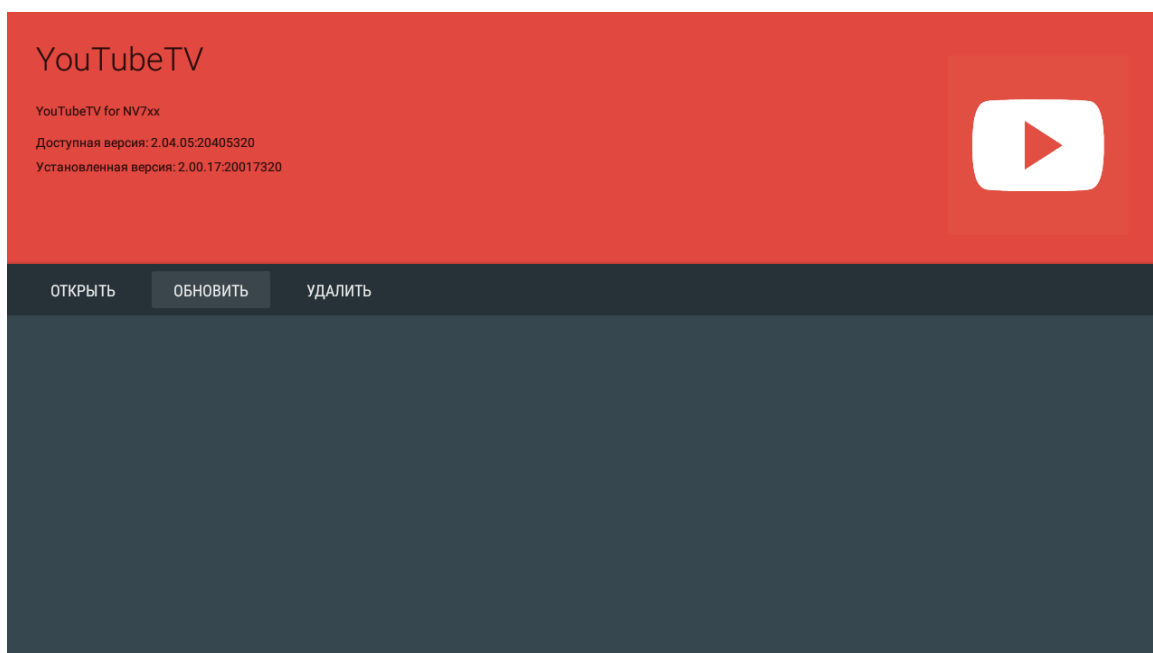 YouTubeTV
YouTubeTV for NV7xx
Доступная версия: 2.04.05:20405320
Установленная версия: 2.00.17:20017320
ОТКРЫТЬ ОБНОВИТЬ УДАЛИТЬ